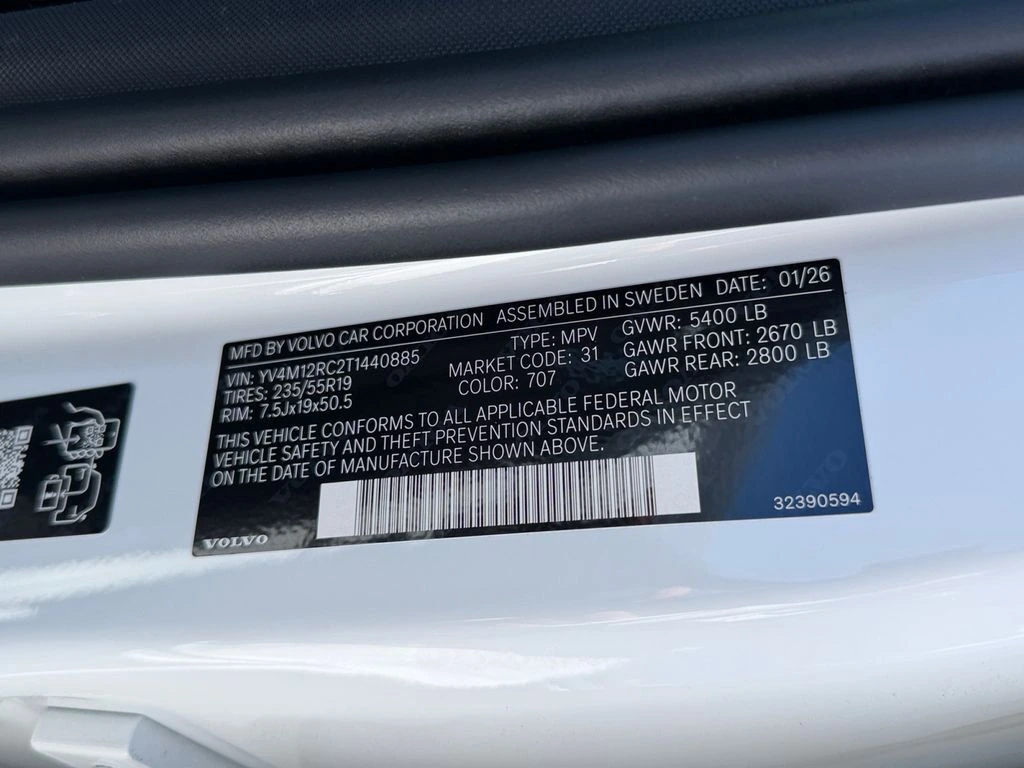 MFD BY VOLVO CAR CORPORATION ASSEMBLED IN SWEDEN DATE: 01/26
VIN: YV4M12RC2T1440885 TYPE: MPV GVWR: 5400 LB
TIRES: 235/55R19 MARKET CODE: 31 GAWR FRONT: 2670 LB
RIM: 7.5Jx19x50.5 COLOR: 707 GAWR REAR: 2800 LB
THIS VEHICLE CONFORMS TO ALL APPLICABLE FEDERAL MOTOR
VEHICLE SAFETY AND THEFT PREVENTION STANDARDS IN EFFECT
ON THE DATE OF MANUFACTURE SHOWN ABOVE.
VOLVO 32390594